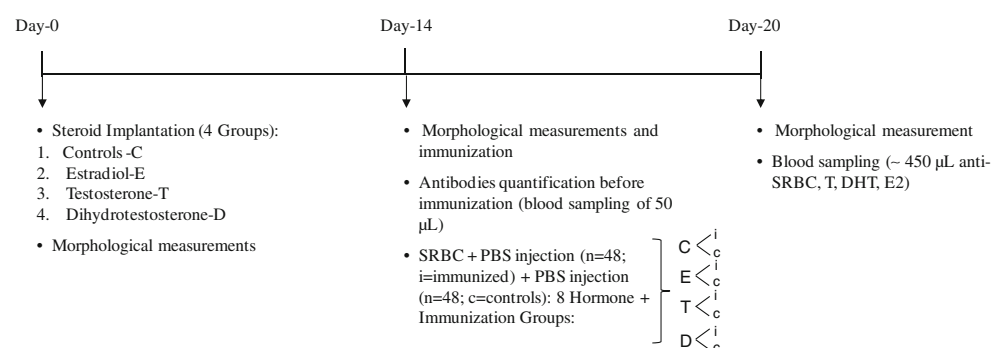 Day-0
Day-14
Day-20
• Steroid Implantation (4 Groups):
1. Controls -C
2. Estradiol-E
3. Testosterone-T
4. Dihydrotestosterone-D
• Morphological measurements
• Morphological measurements and
immunization
• Antibodies quantification before
immunization (blood sampling of 50
µL)
• SRBC + PBS injection (n=48;
i=immunized) + PBS injection
(n=48; c=controls): 8 Hormone +
Immunization Groups:
C < i
c
E < i
c
T < i
c
D < i
c
• Morphological measurement
• Blood sampling (~ 450 µL anti-
SRBC, T, DHT, E2)